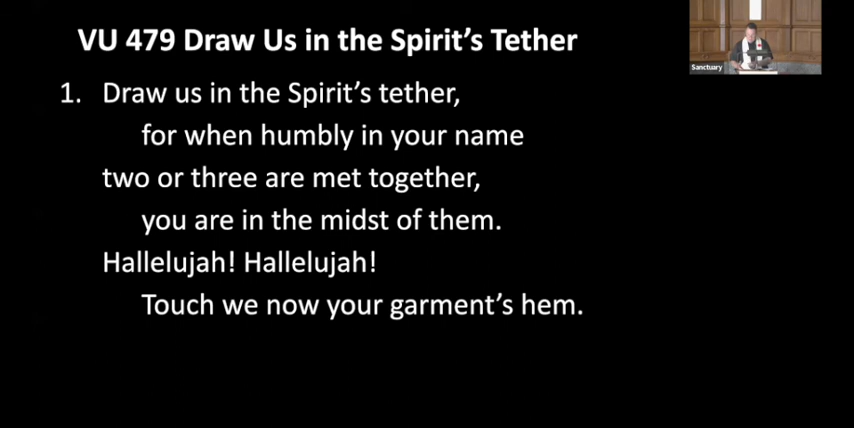 VU 479 Draw Us in the Spirit's Tether
1. Draw us in the Spirit's tether,
for when humbly in your name
two or three are met together,
you are in the midst of them.
Hallelujah! Hallelujah!
Touch we now your garment's hem.
Sanctuary